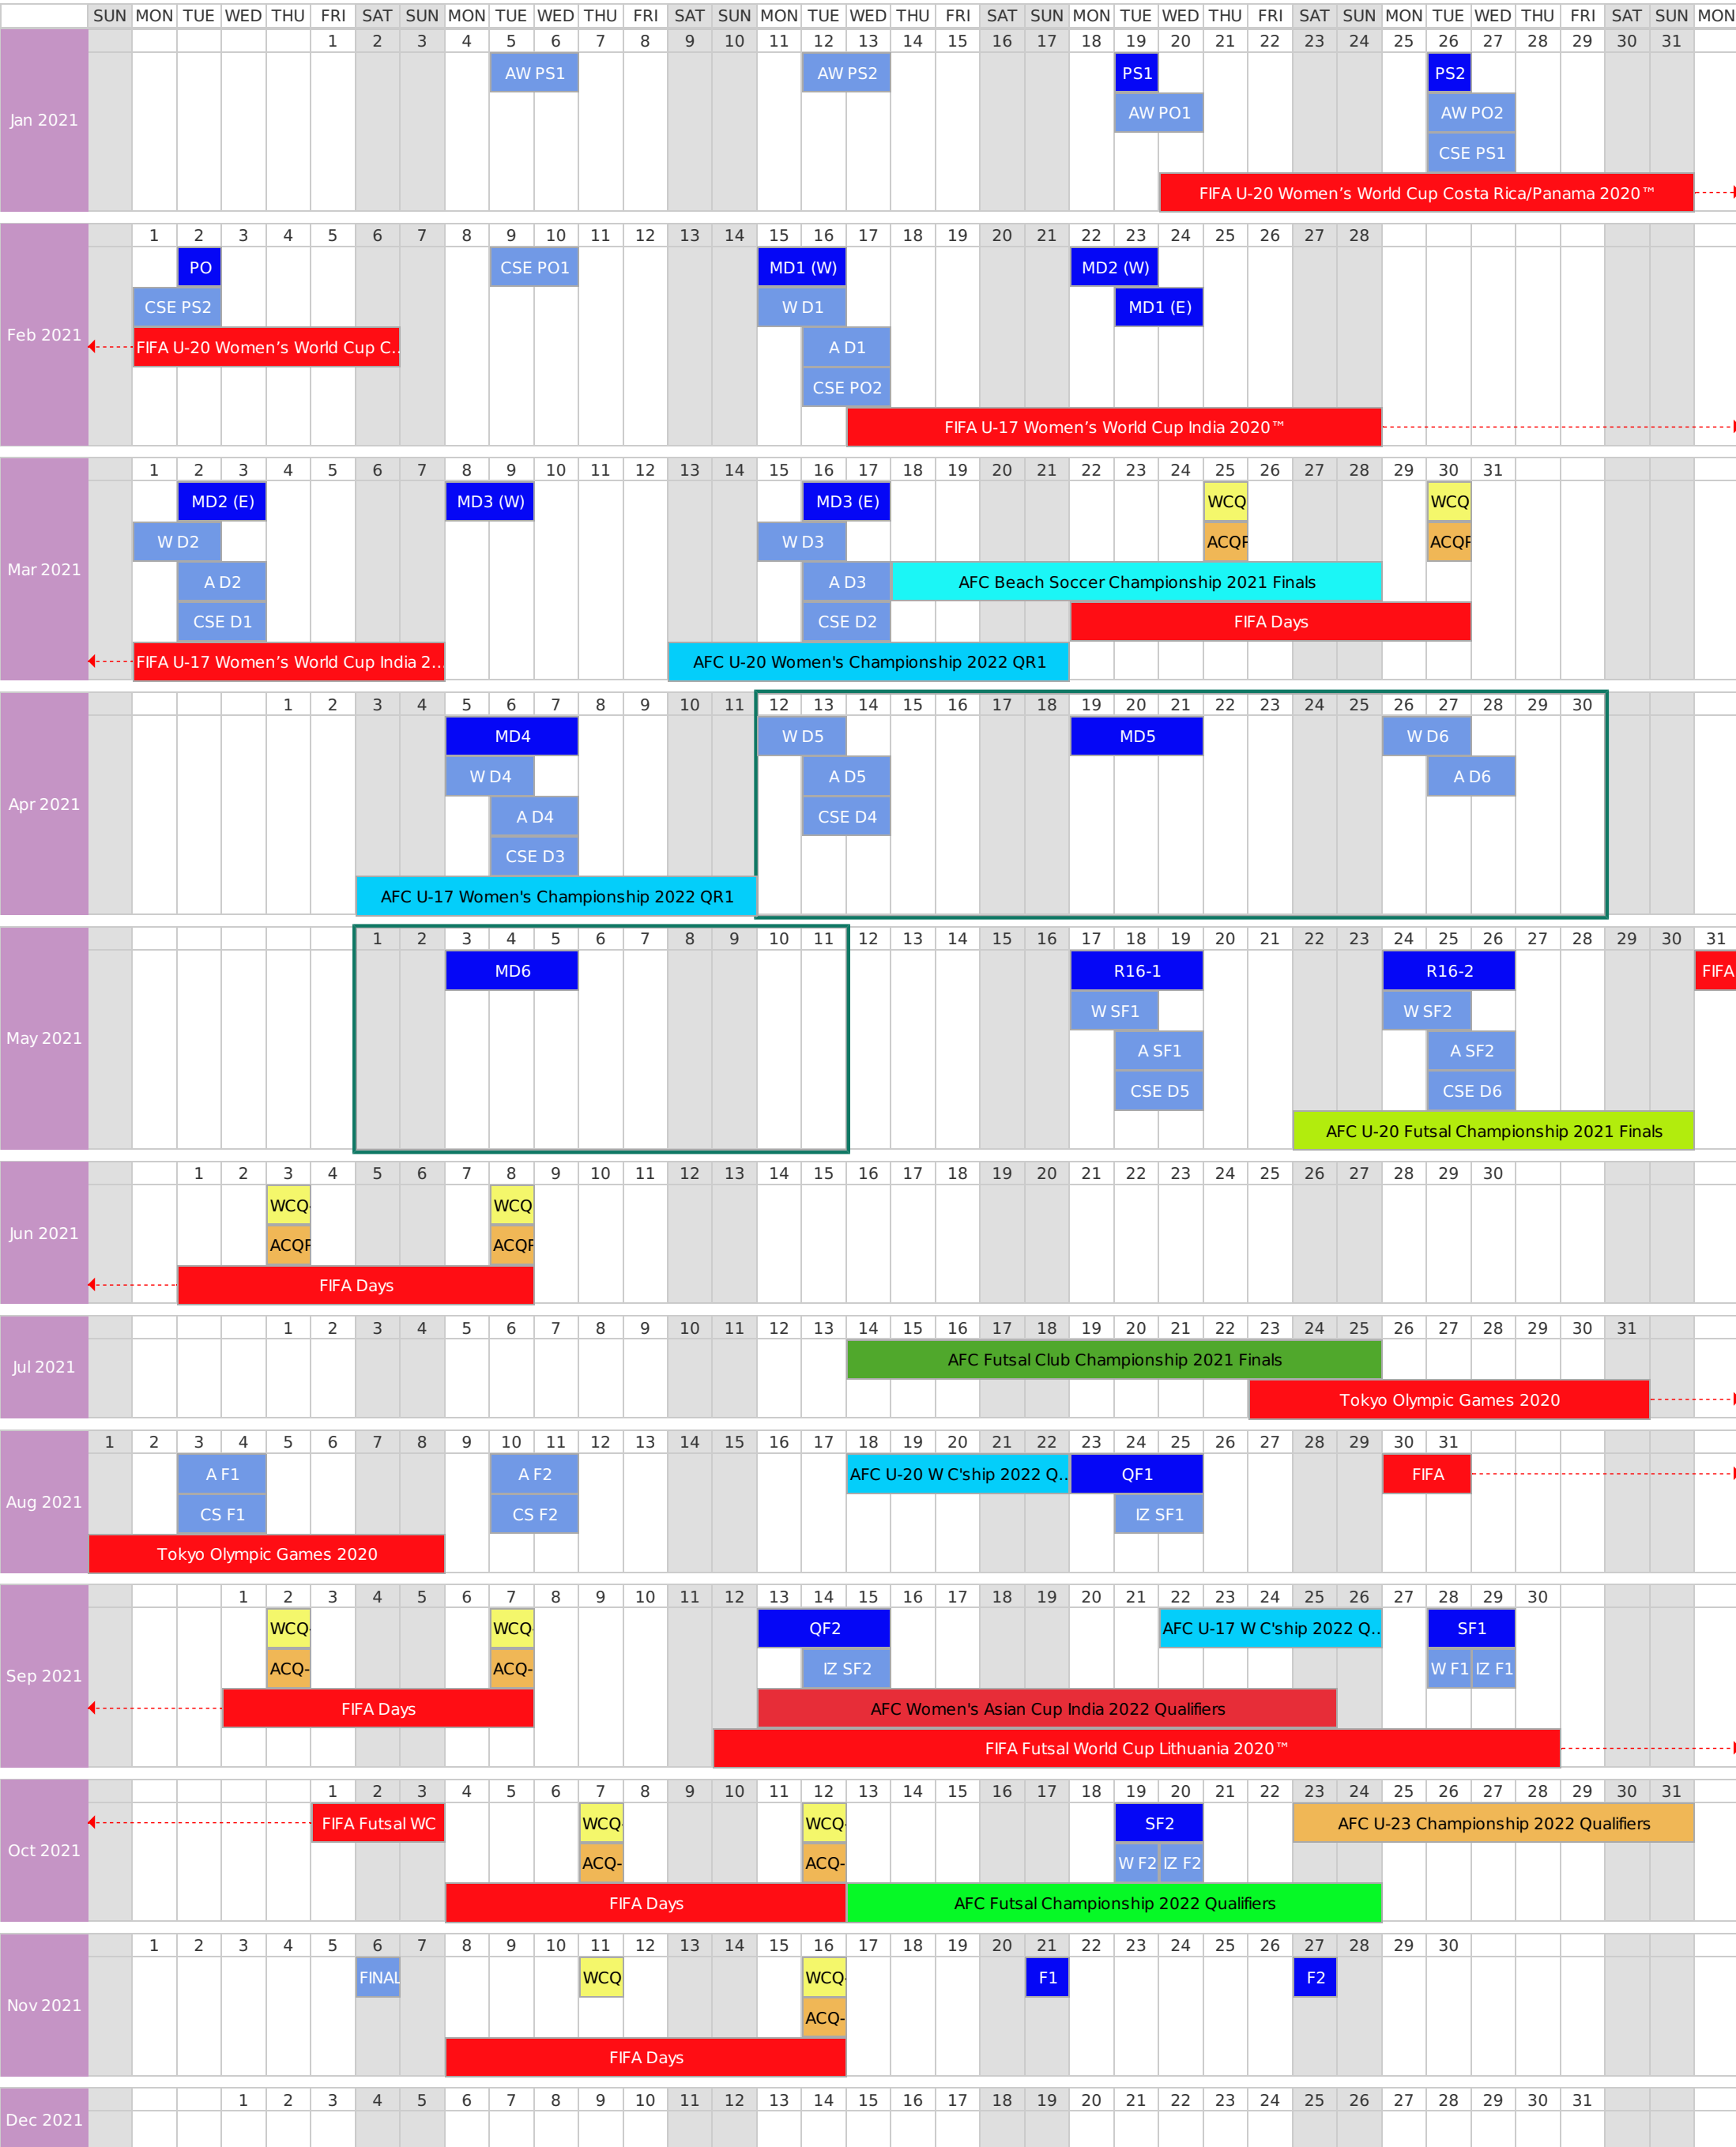 SUN MON TUE WED THU FRI SAT SUN MON TUE WED THU FRI SAT SUN MON TUE WED THU FRI SAT SUN MON TUE WED THU FRI SAT SUN MON TUE WED THU FRI SAT SUN MON
Jan 2021
1 2 3 4 5 6 7 8 9 10 11 12 13 14 15 16 17 18 19 20 21 22 23 24 25 26 27 28 29 30 31
AW PS1 AW PS2 PS1 PS2
AW PO1 AW PO2
CSE PS1
FIFA U-20 Women’s World Cup Costa Rica/Panama 2020™
Feb 2021
1 2 3 4 5 6 7 8 9 10 11 12 13 14 15 16 17 18 19 20 21 22 23 24 25 26 27 28
PO CSE PO1 MD1 (W) MD2 (W)
CSE PS2 W D1 MD1 (E)
FIFA U-20 Women’s World Cup C.. A D1
CSE PO2
FIFA U-17 Women’s World Cup India 2020™
Mar 2021
1 2 3 4 5 6 7 8 9 10 11 12 13 14 15 16 17 18 19 20 21 22 23 24 25 26 27 28 29 30 31
MD2 (E) MD3 (W) MD3 (E) WCQ WCQ
W D2 W D3 ACQF ACQF
A D2 A D3 AFC Beach Soccer Championship 2021 Finals
CSE D1 CSE D2 FIFA Days
FIFA U-17 Women’s World Cup India 2.. AFC U-20 Women's Championship 2022 QR1
Apr 2021
1 2 3 4 5 6 7 8 9 10 11 12 13 14 15 16 17 18 19 20 21 22 23 24 25 26 27 28 29 30
MD4 W D5 MD5 W D6
W D4 A D5 A D6
A D4 CSE D4
CSE D3
AFC U-17 Women's Championship 2022 QR1
May 2021
1 2 3 4 5 6 7 8 9 10 11 12 13 14 15 16 17 18 19 20 21 22 23 24 25 26 27 28 29 30 31
MD6 R16-1 R16-2 FIFA
W SF1 W SF2
A SF1 A SF2
CSE D5 CSE D6
AFC U-20 Futsal Championship 2021 Finals
Jun 2021
1 2 3 4 5 6 7 8 9 10 11 12 13 14 15 16 17 18 19 20 21 22 23 24 25 26 27 28 29 30
WCQ- WCQ
ACQF ACQF
FIFA Days
Jul 2021
1 2 3 4 5 6 7 8 9 10 11 12 13 14 15 16 17 18 19 20 21 22 23 24 25 26 27 28 29 30 31
AFC Futsal Club Championship 2021 Finals
Tokyo Olympic Games 2020
Aug 2021
1 2 3 4 5 6 7 8 9 10 11 12 13 14 15 16 17 18 19 20 21 22 23 24 25 26 27 28 29 30 31
A F1 A F2 AFC U-20 W C'ship 2022 Q.. QF1 FIFA
CS F1 CS F2 IZ SF1
Tokyo Olympic Games 2020
Sep 2021
1 2 3 4 5 6 7 8 9 10 11 12 13 14 15 16 17 18 19 20 21 22 23 24 25 26 27 28 29 30
WCQ- WCQ- QF2 AFC U-17 W C'ship 2022 Q.. SF1
ACQ- ACQ- IZ SF2 W F1 IZ F1
FIFA Days AFC Women's Asian Cup India 2022 Qualifiers
FIFA Futsal World Cup Lithuania 2020™
Oct 2021
1 2 3 4 5 6 7 8 9 10 11 12 13 14 15 16 17 18 19 20 21 22 23 24 25 26 27 28 29 30 31
FIFA Futsal WC WCQ- WCQ- SF2 AFC U-23 Championship 2022 Qualifiers
ACQ- ACQ- W F2 IZ F2
FIFA Days AFC Futsal Championship 2022 Qualifiers
Nov 2021
1 2 3 4 5 6 7 8 9 10 11 12 13 14 15 16 17 18 19 20 21 22 23 24 25 26 27 28 29 30
FINAL WCQ WCQ- F1 F2
ACQ-
FIFA Days
Dec 2021
1 2 3 4 5 6 7 8 9 10 11 12 13 14 15 16 17 18 19 20 21 22 23 24 25 26 27 28 29 30 31